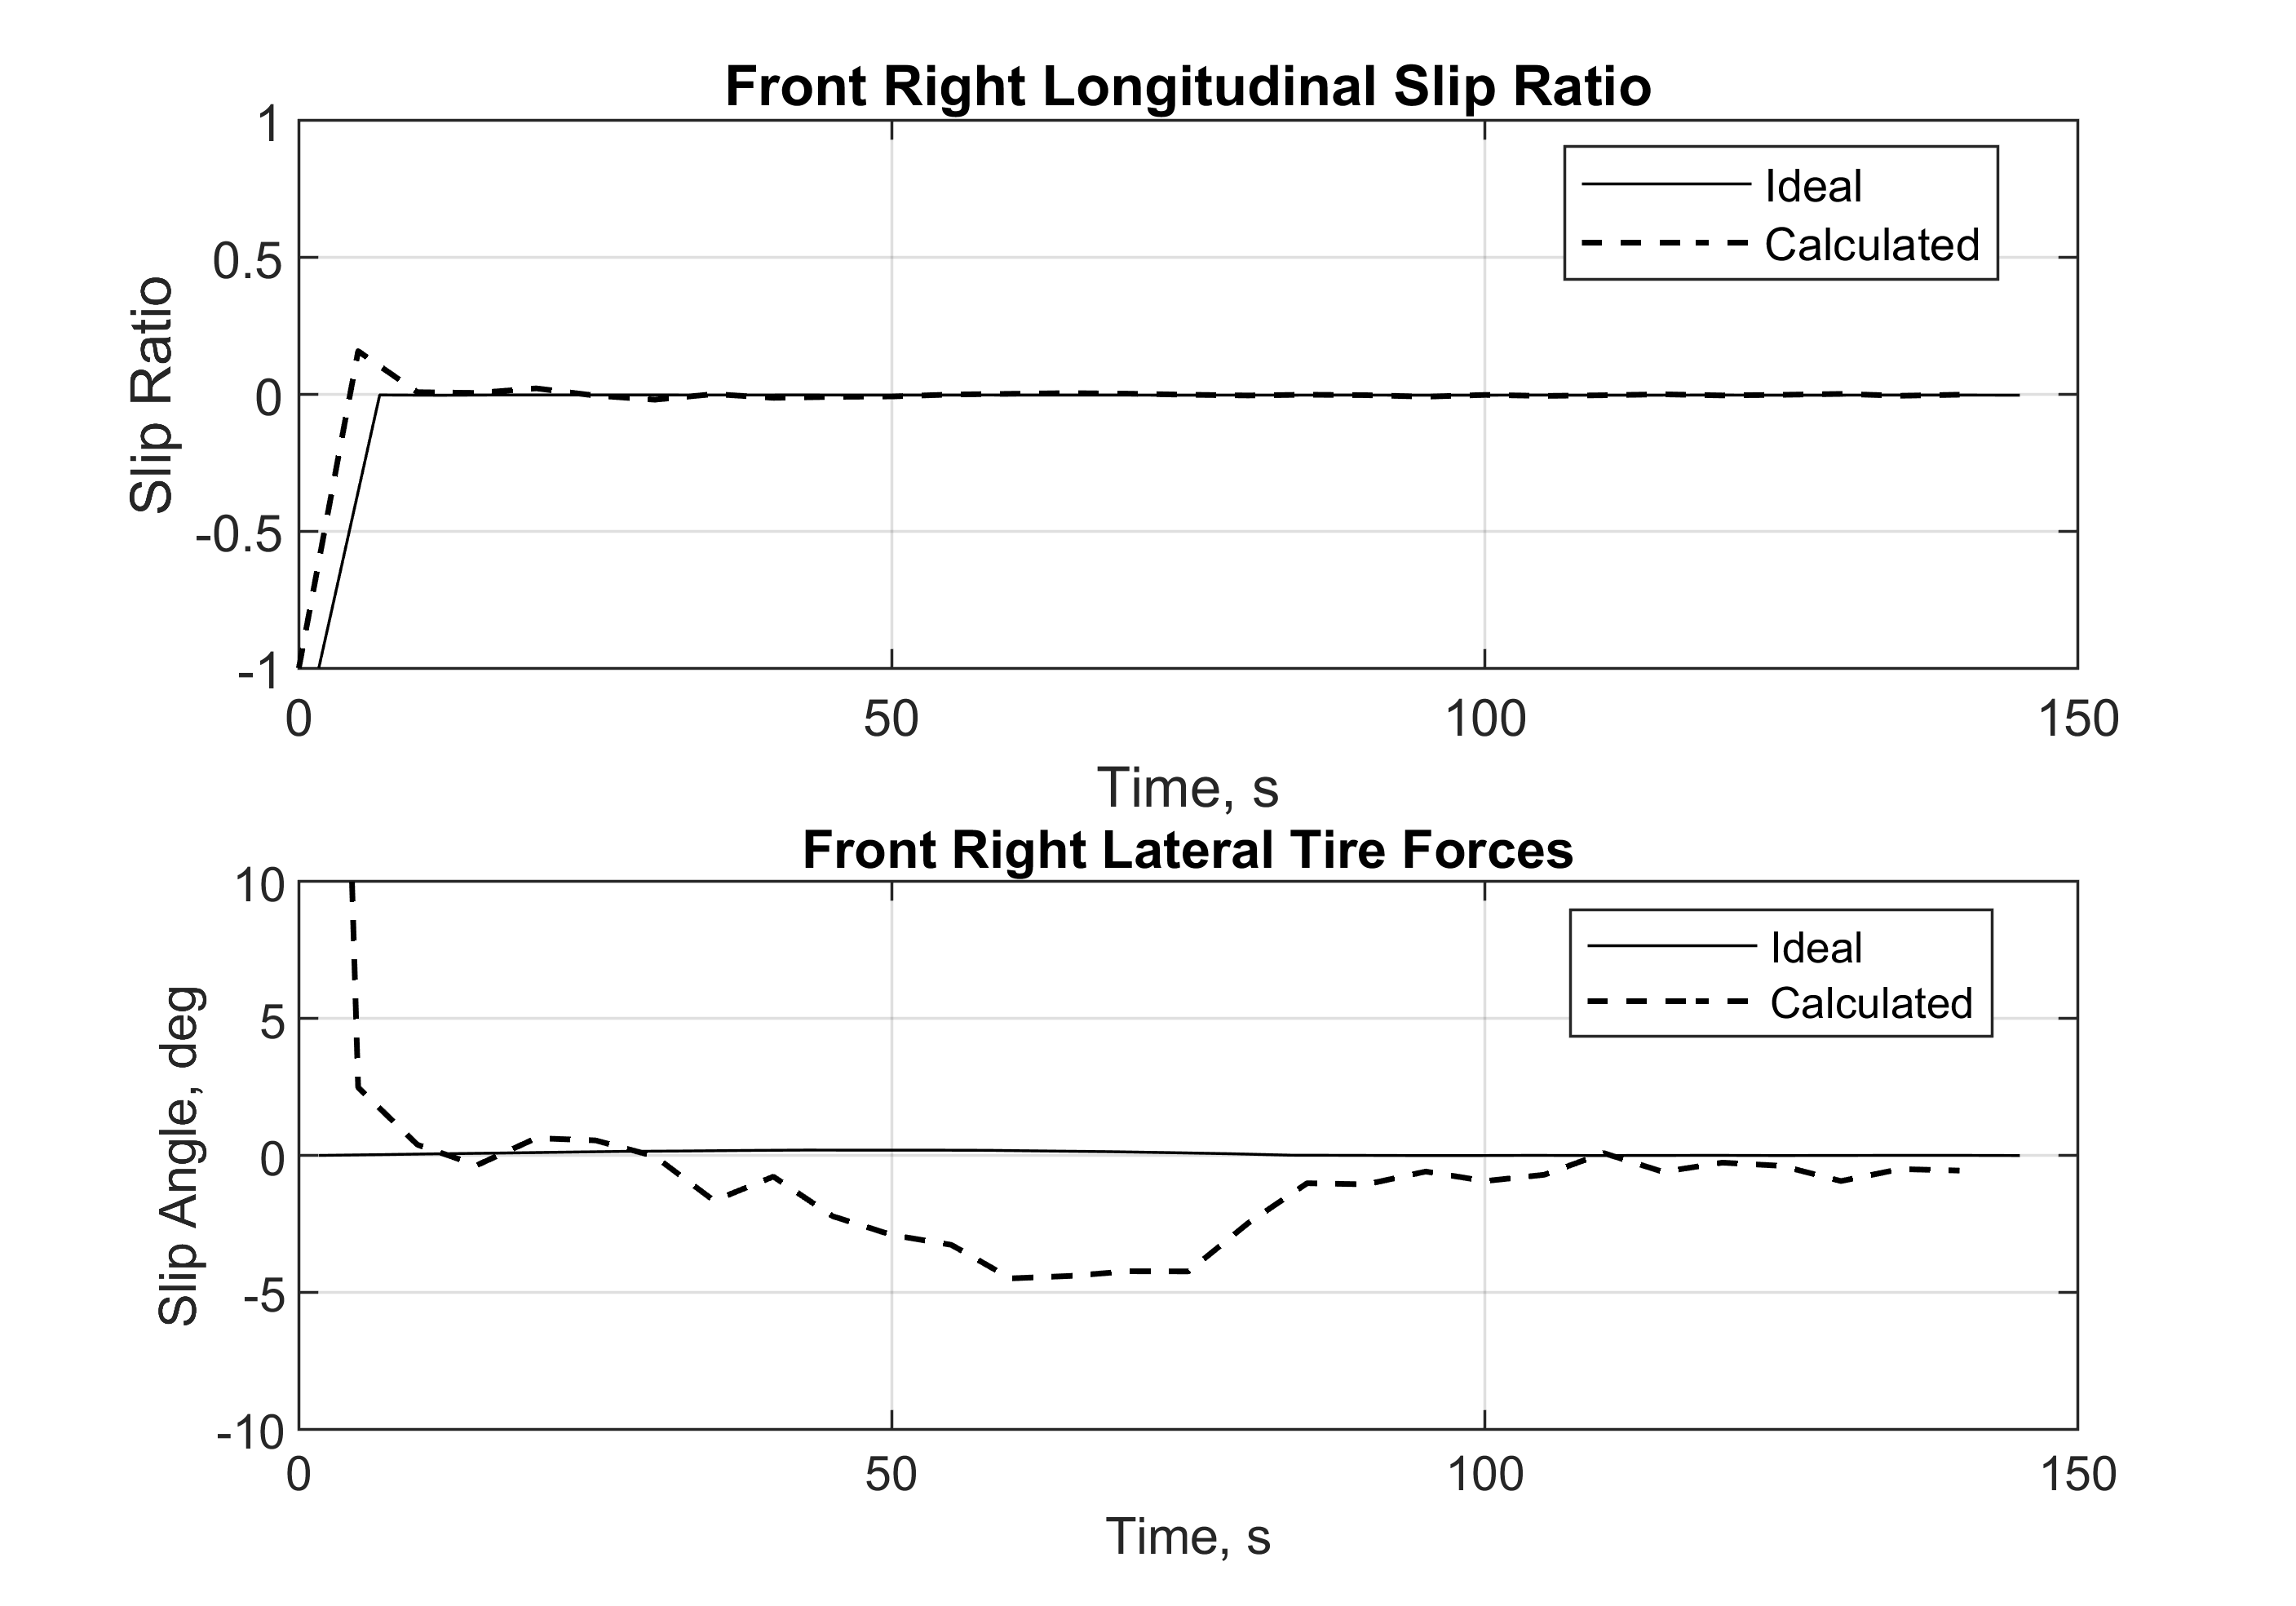 Front Right Longitudinal Slip Ratio
1
0.5
0
-0.5
-1
Slip Ratio
Ideal
Calculated
0 50 100 150
Time, s
Front Right Lateral Tire Forces
10
5
0
-5
-10
Slip Angle, deg
Ideal
Calculated
0 50 100 150
Time, s